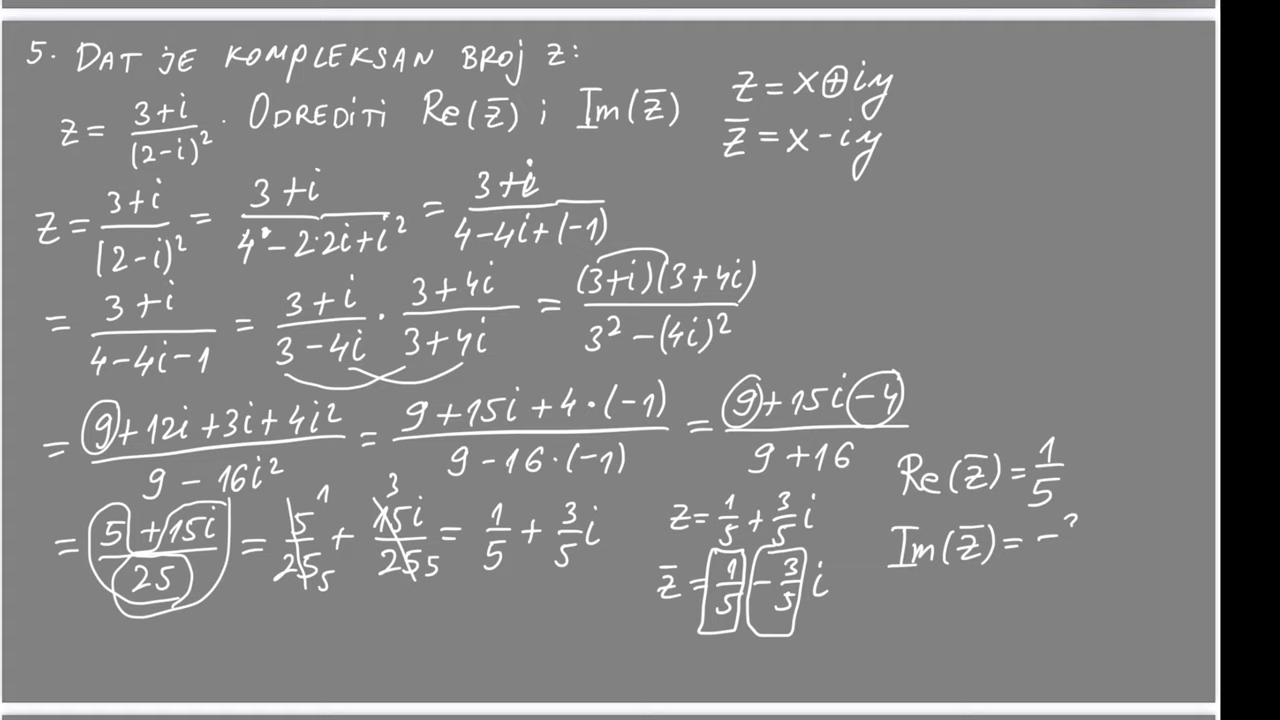 5. DAT JE KOMPLEKSAN BROJ Z:
z = (3+i)/(2-i)². ODREDITI Re(z̄) i Im(z̄)
z = x + iy
z̄ = x - iy
z = (3+i)/(2-i)² = (3+i)/(4 - 2·2i + i²) = (3+i)/(4-4i+(-1))
= (3+i)/(4-4i-1) = (3+i)/(3-4i) · (3+4i)/(3+4i) = (3+i)(3+4i)/(3² - (4i)²)
= (9+12i+3i+4i²)/(9-16i²) = (9+15i+4·(-1))/(9-16·(-1)) = (9+15i-4)/(9+16)
= (5+15i)/25 = 5/25 1/5 + 15i/25 3/5 = 1/5 + 3/5 i
z = 1/5 + 3/5 i
z̄ = 1/5 - 3/5 i
Re(z̄) = 1/5
Im(z̄) = -